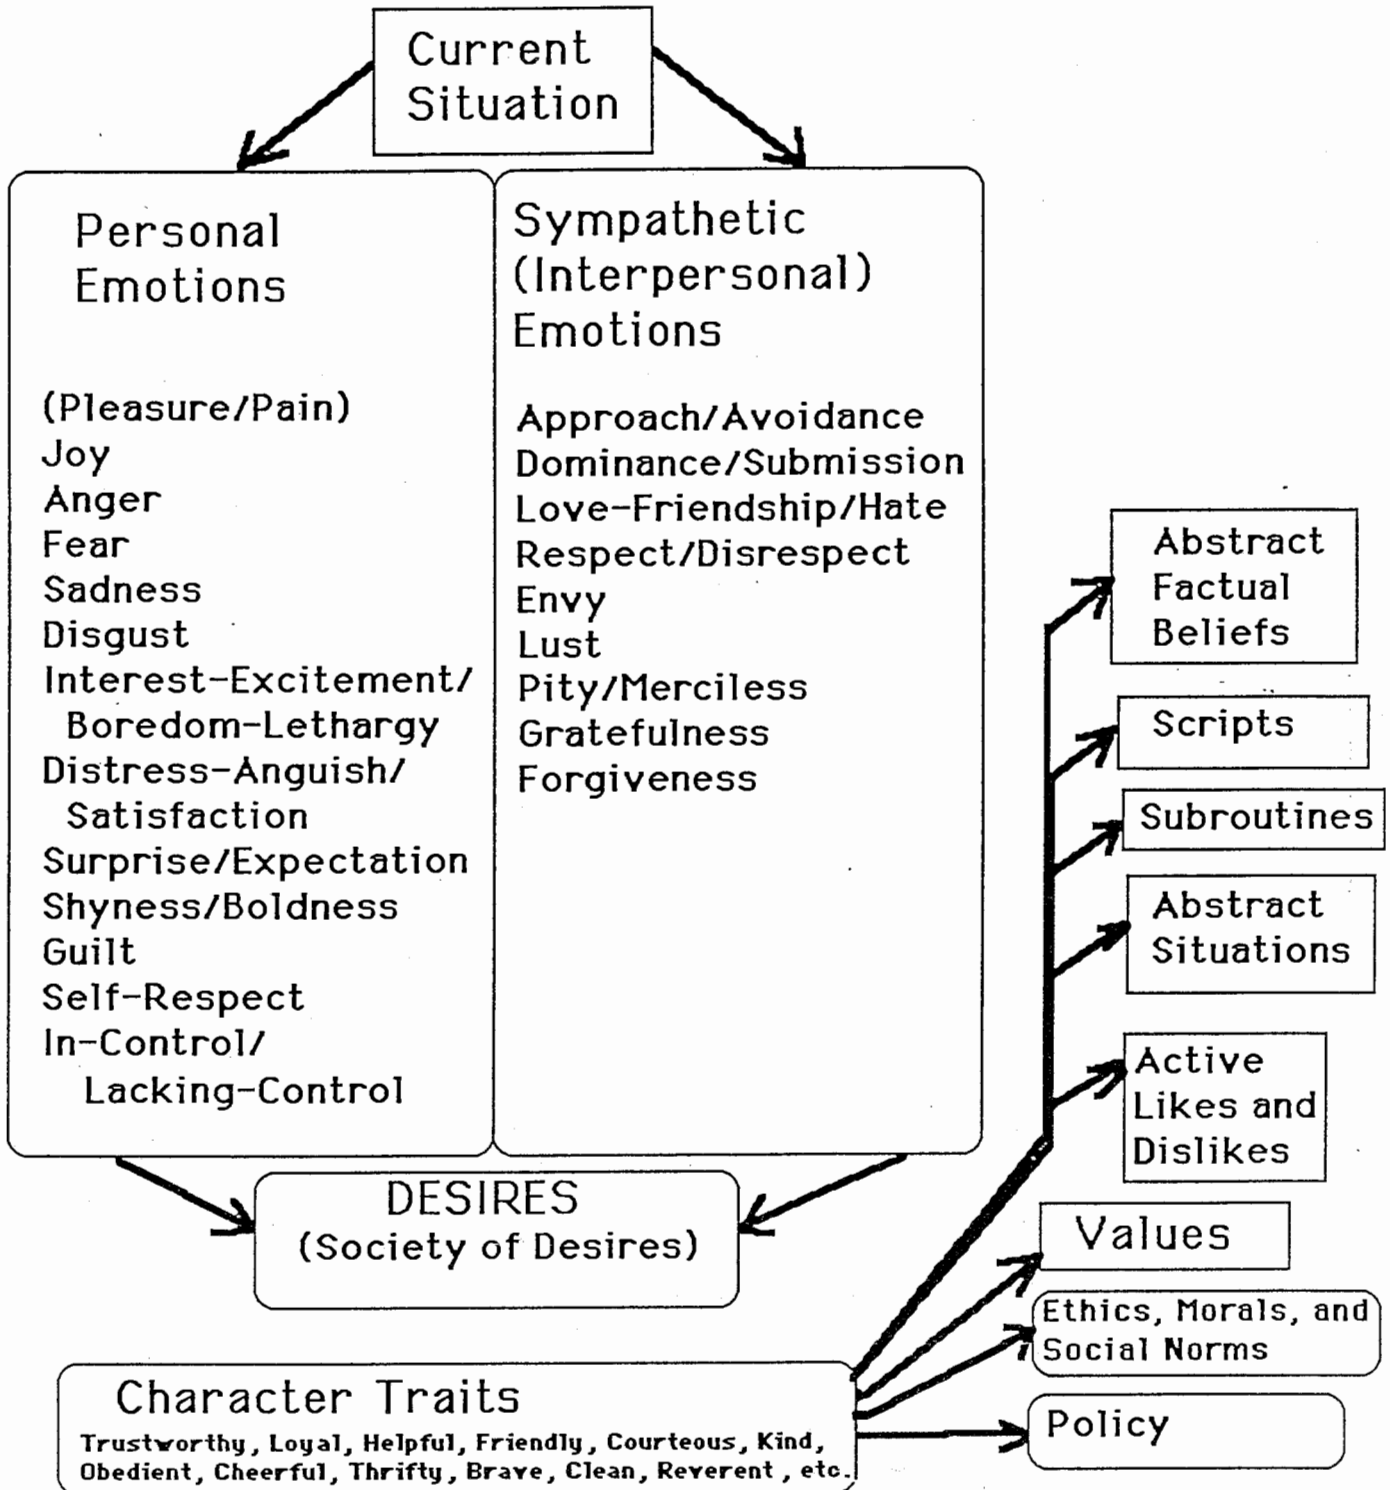 Current
Situation
Personal
Emotions
(Pleasure/Pain)
Joy
Anger
Fear
Sadness
Disgust
Interest-Excitement/
Boredom-Lethargy
Distress-Anguish/
Satisfaction
Surprise/Expectation
Shyness/Boldness
Guilt
Self-Respect
In-Control/
Lacking-Control
Sympathetic
(Interpersonal)
Emotions
Approach/Avoidance
Dominance/Submission
Love-Friendship/Hate
Respect/Disrespect
Envy
Lust
Pity/Merciless
Gratefulness
Forgiveness
DESIRES
(Society of Desires)
Character Traits
Trustworthy, Loyal, Helpful, Friendly, Courteous, Kind,
Obedient, Cheerful, Thrifty, Brave, Clean, Reverent, etc.
Abstract
Factual
Beliefs
Scripts
Subroutines
Abstract
Situations
Active
Likes and
Dislikes
Values
Ethics, Morals, and
Social Norms
Policy